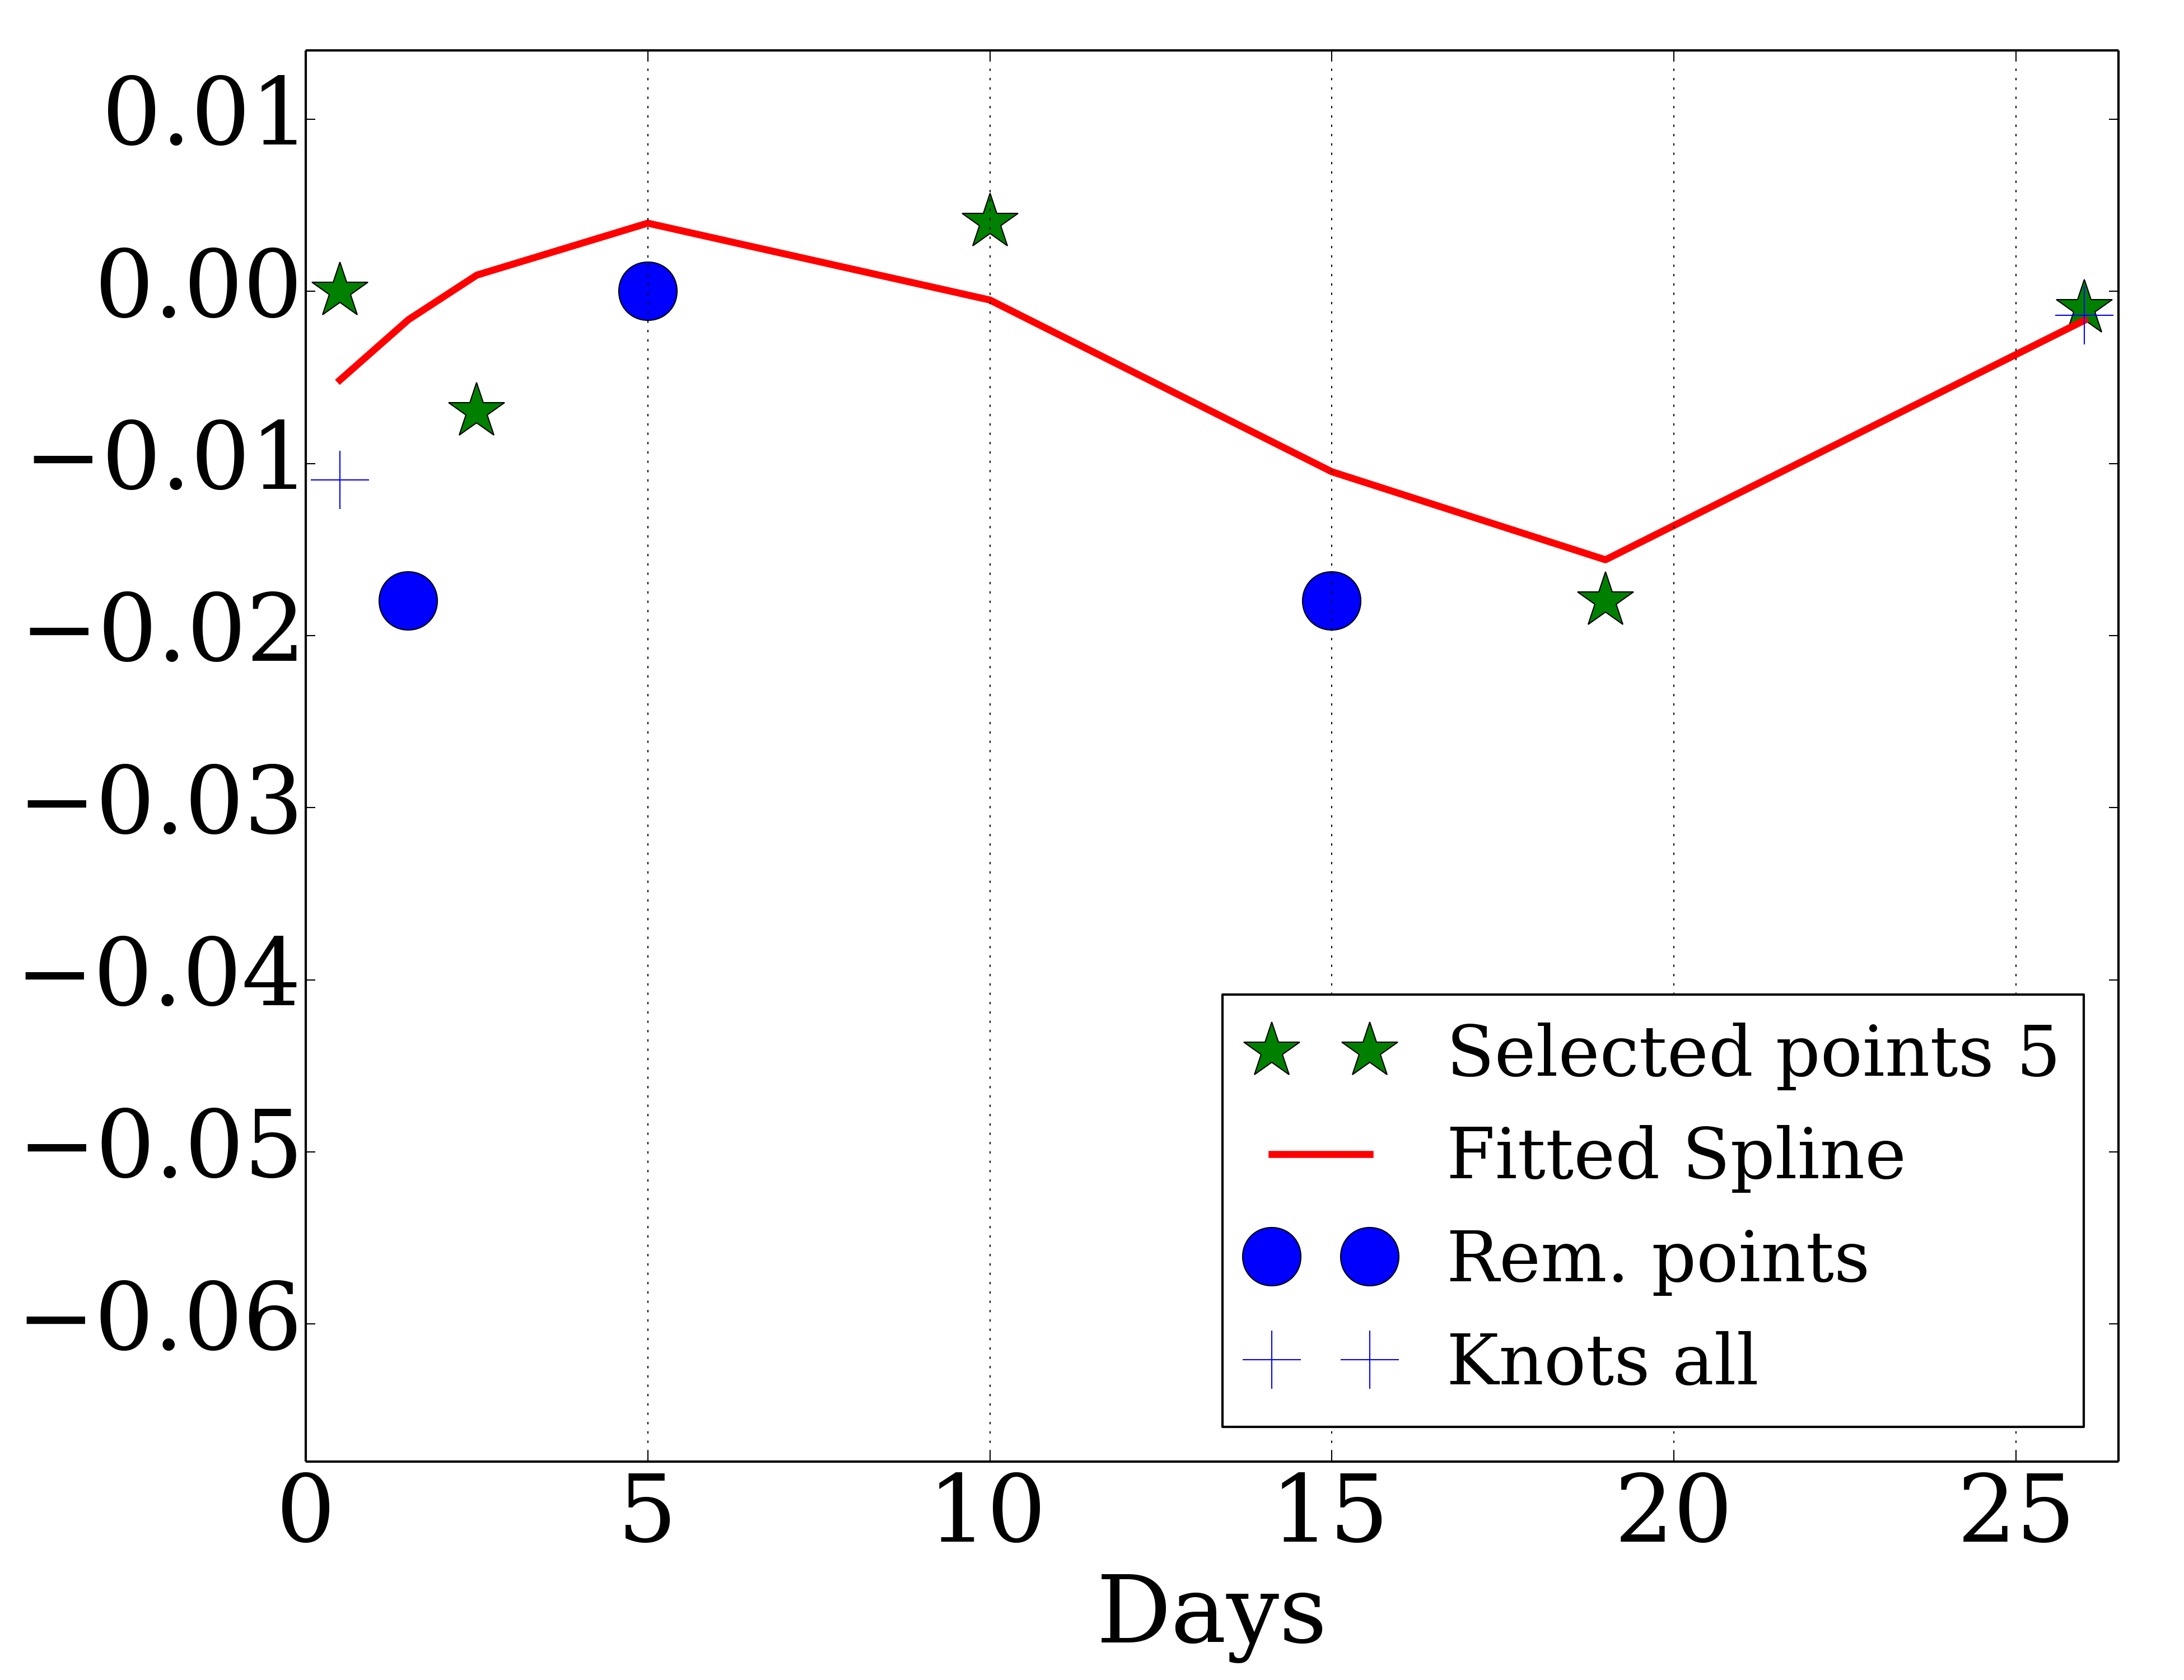 0.01
0.00
−0.01
−0.02
−0.03
−0.04
−0.05
−0.06
Selected points 5
Fitted Spline
Rem. points
Knots all
0 5 10 15 20 25
Days